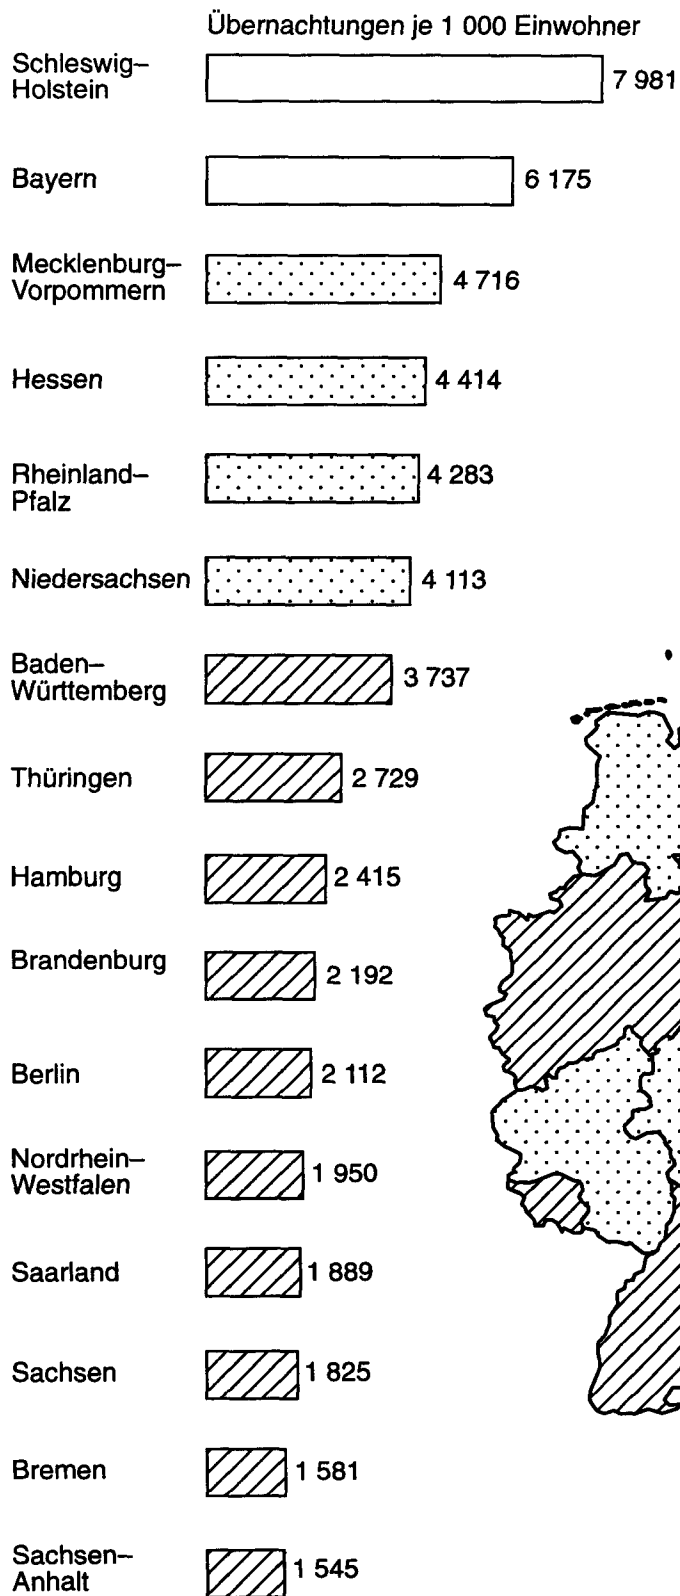 Übernachtungen je 1 000 Einwohner
Schleswig–
Holstein
7 981
Bayern
6 175
Mecklenburg–
Vorpommern
4 716
Hessen
4 414
Rheinland–
Pfalz
4 283
Niedersachsen
4 113
Baden–
Württemberg
3 737
Thüringen
2 729
Hamburg
2 415
Brandenburg
2 192
Berlin
2 112
Nordrhein–
Westfalen
1 950
Saarland
1 889
Sachsen
1 825
Bremen
1 581
Sachsen–
Anhalt
1 545